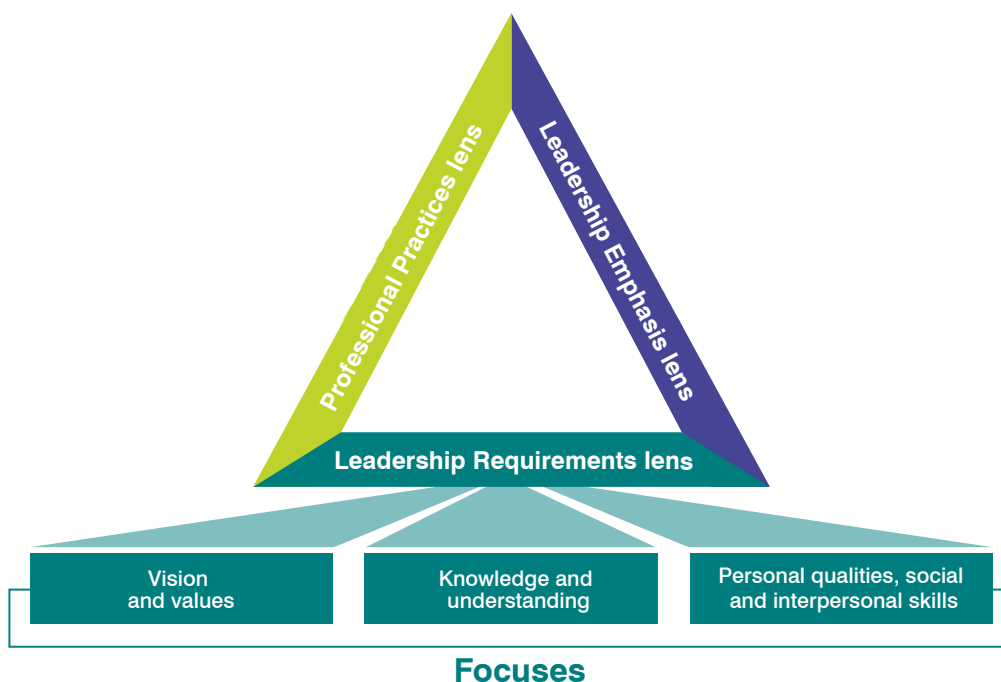 Professional Practices lens
Leadership Emphasis lens
Leadership Requirements lens
Vision
and values
Knowledge and
understanding
Personal qualities, social
and interpersonal skills
Focuses